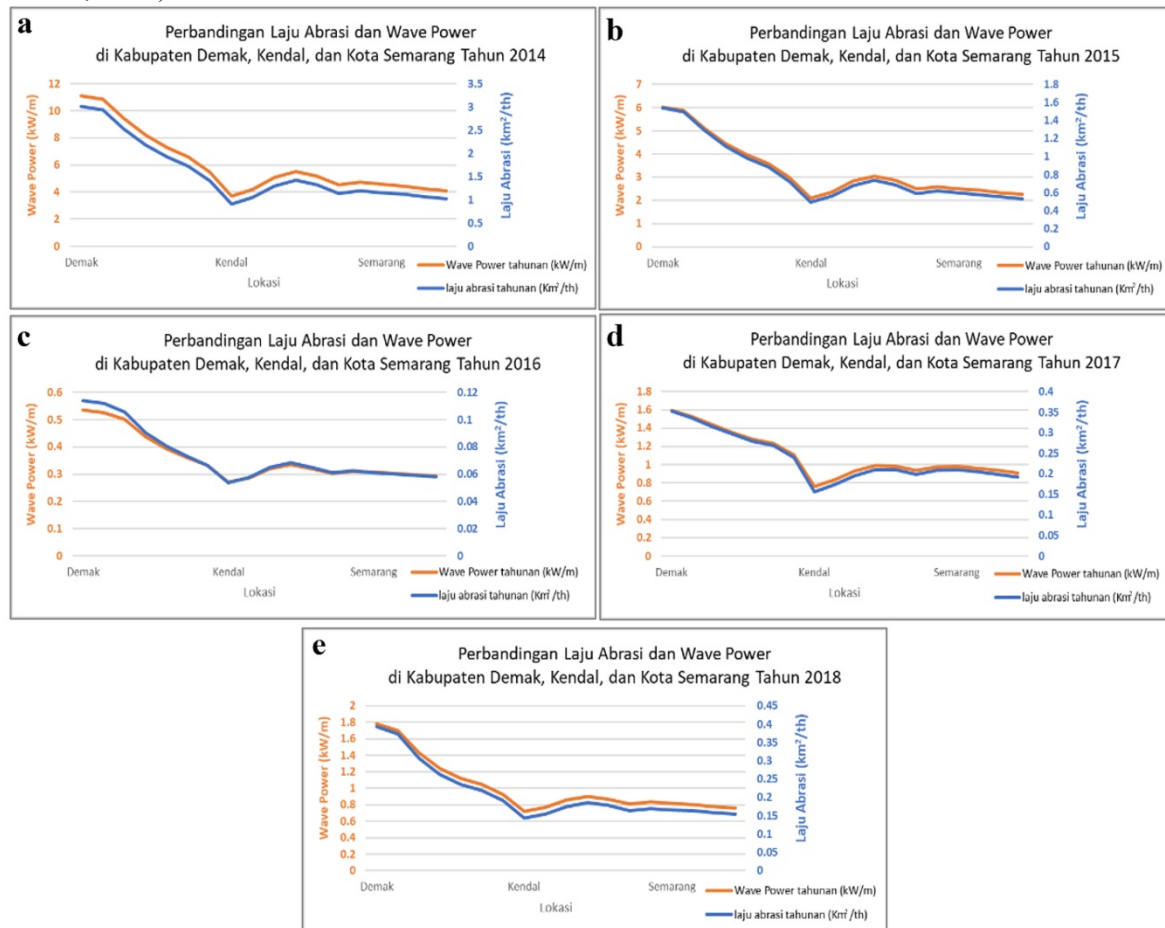 a
Perbandingan Laju Abrasi dan Wave Power
di Kabupaten Demak, Kendal, dan Kota Semarang Tahun 2014
Wave Power (kW/m)
12
10
8
6
4
2
0
3.5
3
2.5
2
1.5
1
0.5
0
Laju Abrasi (km²/th)
Demak
Kendal
Semarang
Lokasi
Wave Power tahunan (kW/m)
laju abrasi tahunan (Km²/th)
b
Perbandingan Laju Abrasi dan Wave Power
di Kabupaten Demak, Kendal, dan Kota Semarang Tahun 2015
Wave Power (kW/m)
7
6
5
4
3
2
1
0
1.8
1.6
1.4
1.2
1
0.8
0.6
0.4
0.2
0
Laju Abrasi (km²/th)
Demak
Kendal
Semarang
Lokasi
Wave Power tahunan (kW/m)
laju abrasi tahunan (Km²/th)
c
Perbandingan Laju Abrasi dan Wave Power
di Kabupaten Demak, Kendal, dan Kota Semarang Tahun 2016
Wave Power (kW/m)
0.6
0.5
0.4
0.3
0.2
0.1
0
0.12
0.1
0.08
0.06
0.04
0.02
0
Laju Abrasi (km²/th)
Demak
Kendal
Semarang
Lokasi
Wave Power tahunan (kW/m)
laju abrasi tahunan (Km²/th)
d
Perbandingan Laju Abrasi dan Wave Power
di Kabupaten Demak, Kendal, dan Kota Semarang Tahun 2017
Wave Power (kW/m)
1.8
1.6
1.4
1.2
1
0.8
0.6
0.4
0.2
0
0.4
0.35
0.3
0.25
0.2
0.15
0.1
0.05
0
Laju Abrasi (km²/th)
Demak
Kendal
Semarang
Lokasi
Wave Power tahunan (kW/m)
laju abrasi tahunan (Km²/th)
e
Perbandingan Laju Abrasi dan Wave Power
di Kabupaten Demak, Kendal, dan Kota Semarang Tahun 2018
Wave Power (kW/m)
2
1.8
1.6
1.4
1.2
1
0.8
0.6
0.4
0.2
0
0.45
0.4
0.35
0.3
0.25
0.2
0.15
0.1
0.05
0
Laju Abrasi (km²/th)
Demak
Kendal
Semarang
Lokasi
Wave Power tahunan (kW/m)
laju abrasi tahunan (Km²/th)